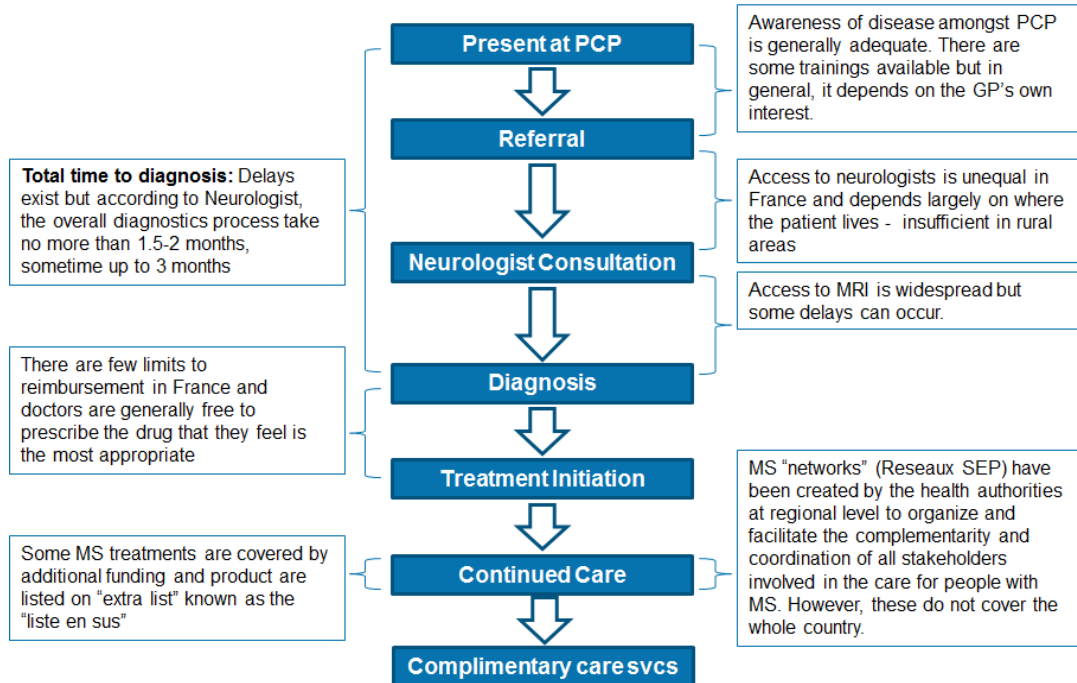 Present at PCP
Awareness of disease amongst PCP
is generally adequate. There are
some trainings available but in
general, it depends on the GP's own
interest.
Referral
Total time to diagnosis: Delays
exist but according to Neurologist,
the overall diagnostics process take
no more than 1.5-2 months,
sometime up to 3 months
Access to neurologists is unequal in
France and depends largely on where
the patient lives - insufficient in rural
areas
Neurologist Consultation
Access to MRI is widespread but
some delays can occur.
There are few limits to
reimbursement in France and
doctors are generally free to
prescribe the drug that they feel is
the most appropriate
Diagnosis
Treatment Initiation
MS “networks” (Reseaux SEP) have
been created by the health authorities
at regional level to organize and
facilitate the complementarity and
coordination of all stakeholders
involved in the care for people with
MS. However, these do not cover the
whole country.
Some MS treatments are covered by
additional funding and product are
listed on “extra list” known as the
“liste en sus”
Continued Care
Complimentary care svcs